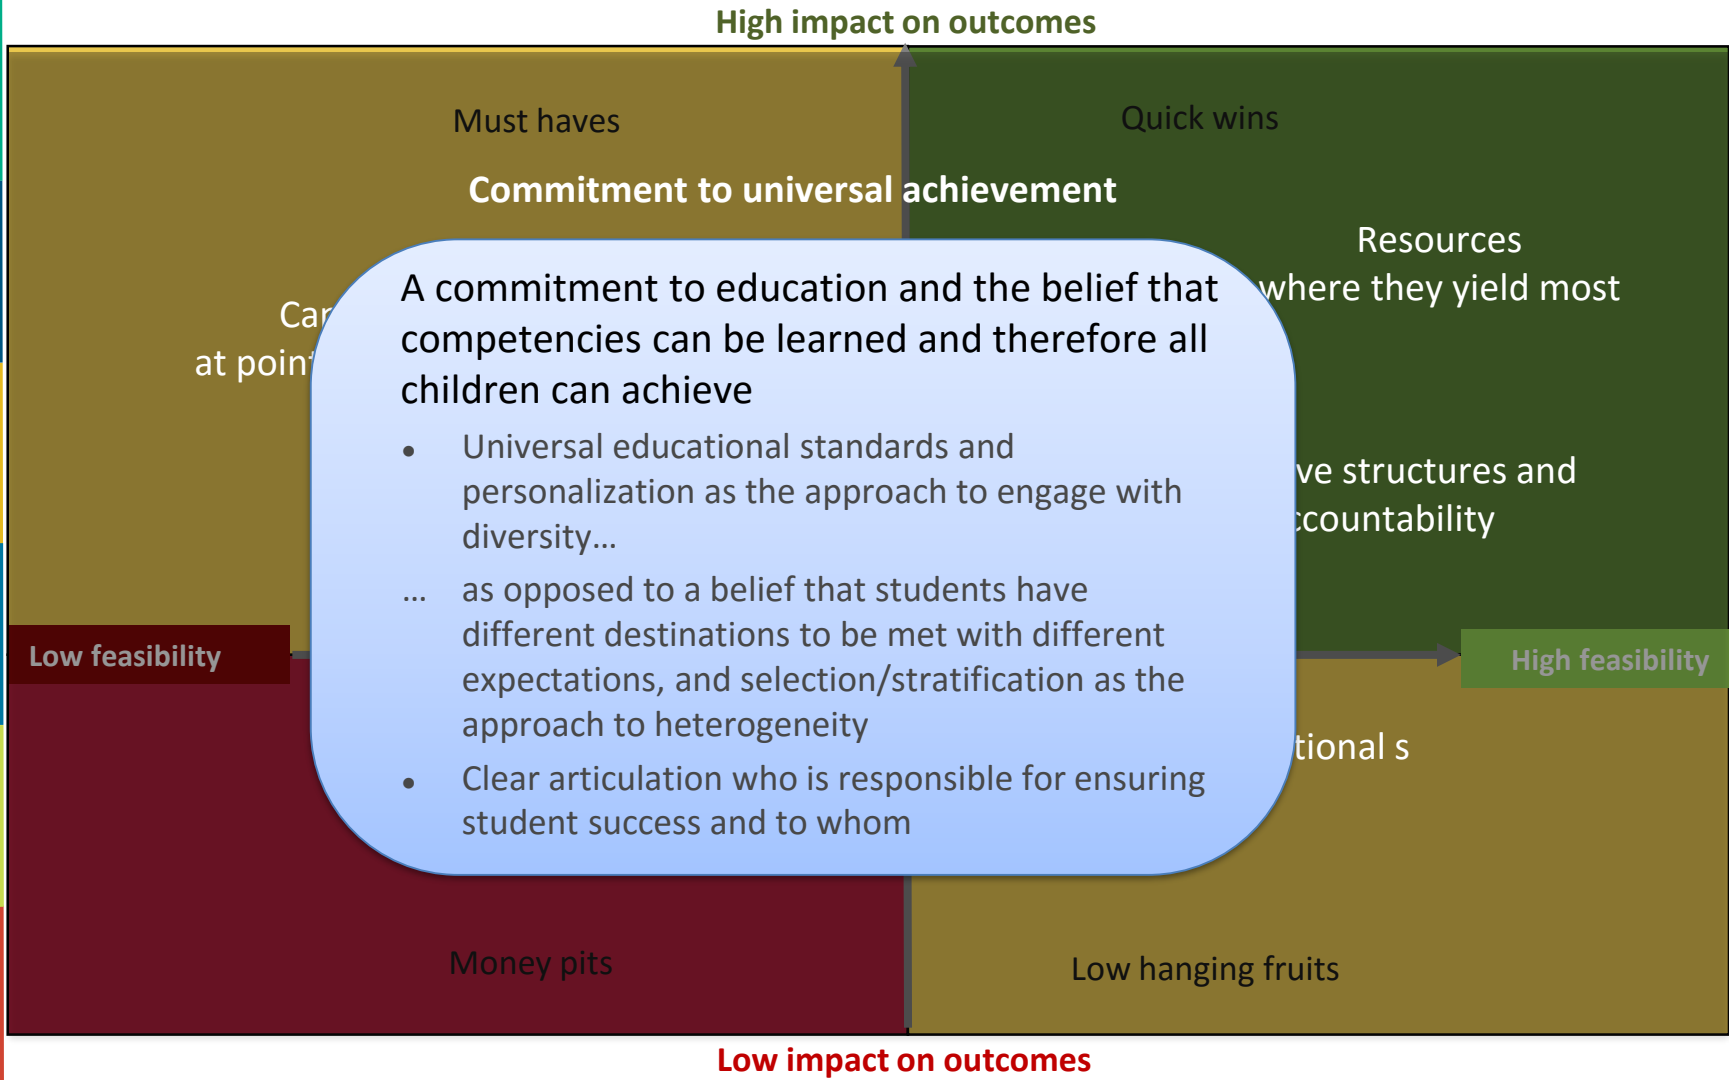 High impact on outcomes
Must haves
Quick wins
Commitment to universal achievement
Resources
where they yield most
at point
A commitment to education and the belief that
competencies can be learned and therefore all
children can achieve
• Universal educational standards and
personalization as the approach to engage with
diversity…
… as opposed to a belief that students have
different destinations to be met with different
expectations, and selection/stratification as the
approach to heterogeneity
• Clear articulation who is responsible for ensuring
student success and to whom
structures and
Low feasibility
High feasibility
Money pits
Low hanging fruits
Low impact on outcomes